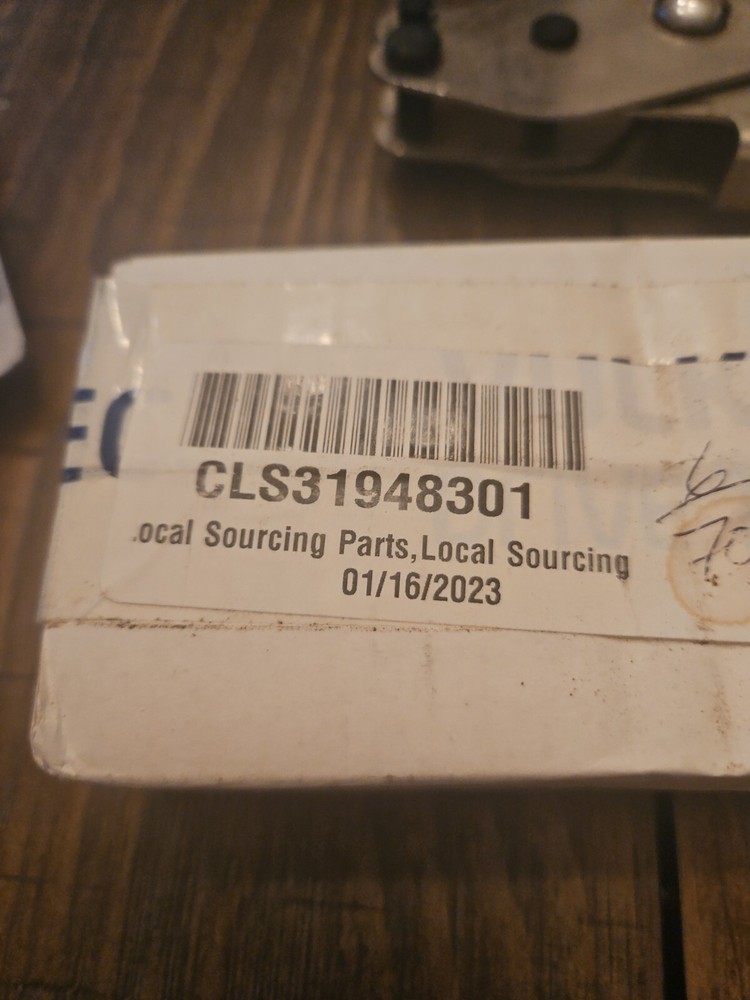 CLS31948301
ocal Sourcing Parts,Local Sourcing
01/16/2023